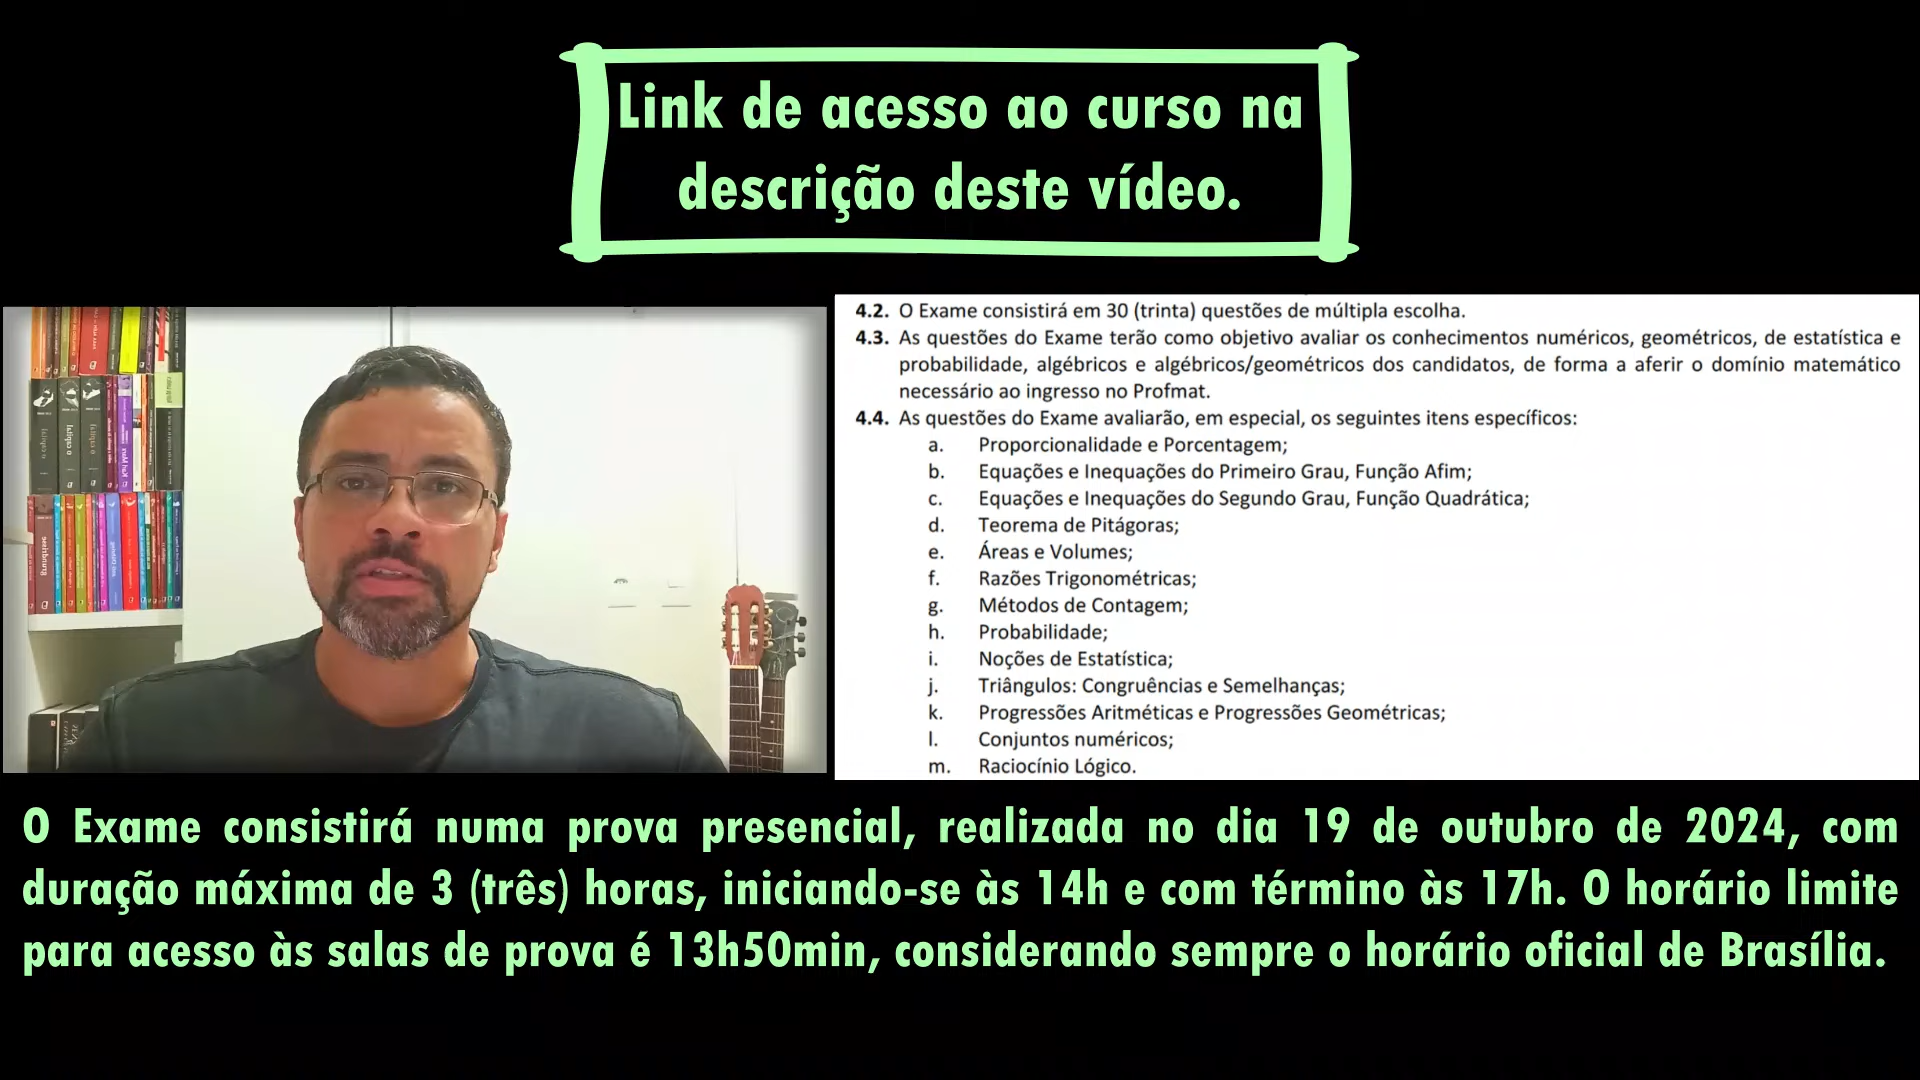 Link de acesso ao curso na
descrição deste vídeo.
4.2. O Exame consistirá em 30 (trinta) questões de múltipla escolha.
4.3. As questões do Exame terão como objetivo avaliar os conhecimentos numéricos, geométricos, de estatística e
probabilidade, algébricos e algébricos/geométricos dos candidatos, de forma a aferir o domínio matemático
necessário ao ingresso no Profmat.
4.4. As questões do Exame avaliarão, em especial, os seguintes itens específicos:
a. Proporcionalidade e Porcentagem;
b. Equações e Inequações do Primeiro Grau, Função Afim;
c. Equações e Inequações do Segundo Grau, Função Quadrática;
d. Teorema de Pitágoras;
e. Áreas e Volumes;
f. Razões Trigonométricas;
g. Métodos de Contagem;
h. Probabilidade;
i. Noções de Estatística;
j. Triângulos: Congruências e Semelhanças;
k. Progressões Aritméticas e Progressões Geométricas;
l. Conjuntos numéricos;
m. Raciocínio Lógico.
O Exame consistirá numa prova presencial, realizada no dia 19 de outubro de 2024, com
duração máxima de 3 (três) horas, iniciando-se às 14h e com término às 17h. O horário limite
para acesso às salas de prova é 13h50min, considerando sempre o horário oficial de Brasília.